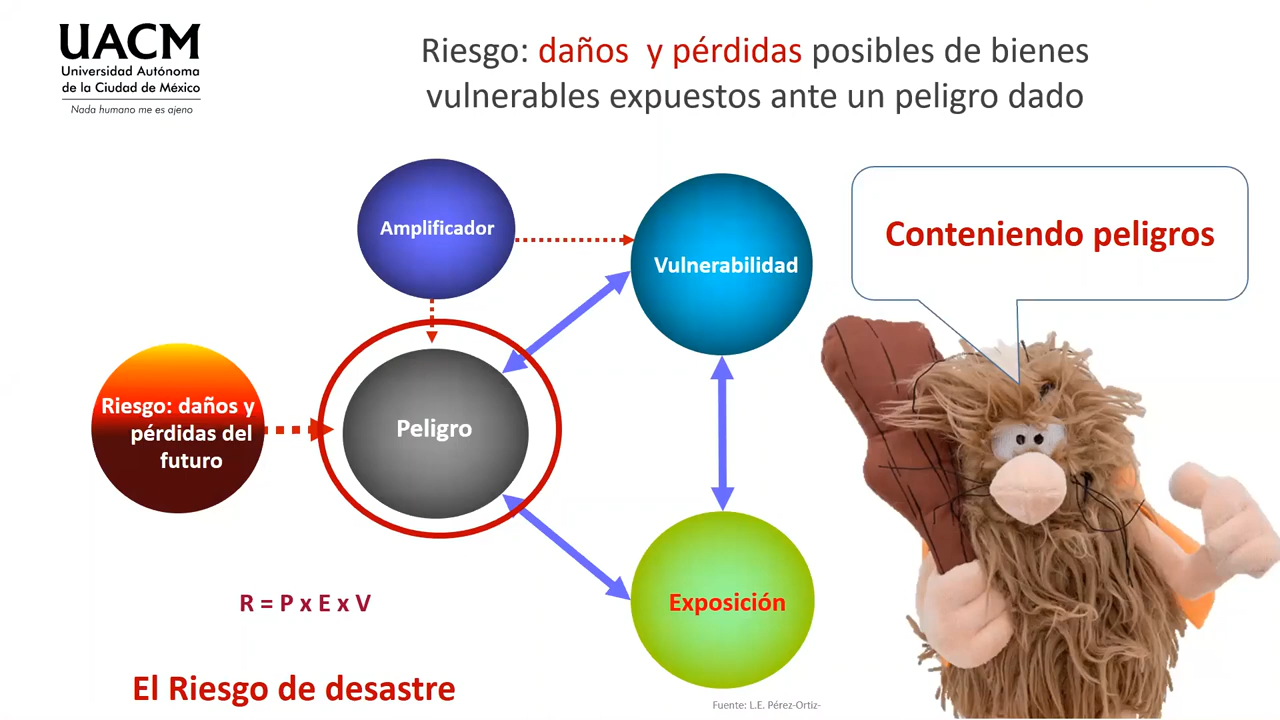 UACM
Universidad Autónoma
de la Ciudad de México
Nada humano me es ajeno
Riesgo: daños y pérdidas posibles de bienes
vulnerables expuestos ante un peligro dado
Amplificador
Vulnerabilidad
Conteniendo peligros
Riesgo: daños y
pérdidas del
futuro
Peligro
R = P x E x V
Exposición
El Riesgo de desastre
Fuente: L.E. Pérez-Ortiz-